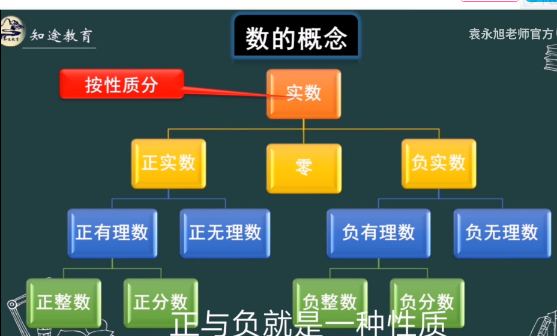 知途教育
数的概念
袁永旭老师官方
按性质分
实数
正实数
零
负实数
正有理数
正无理数
负有理数
负无理数
正整数
正分数
负整数
负分数
正与负就是一种性质